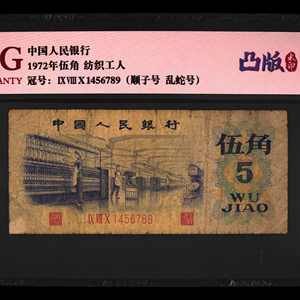 G
中国人民银行
ANTY
1972年伍角 纺织工人
冠号：ⅨⅧⅩ1456789（顺子号 乱蛇号）
凸版
中国人民银行
伍角
5
WU
JIAO
ⅨⅧⅩ1456789